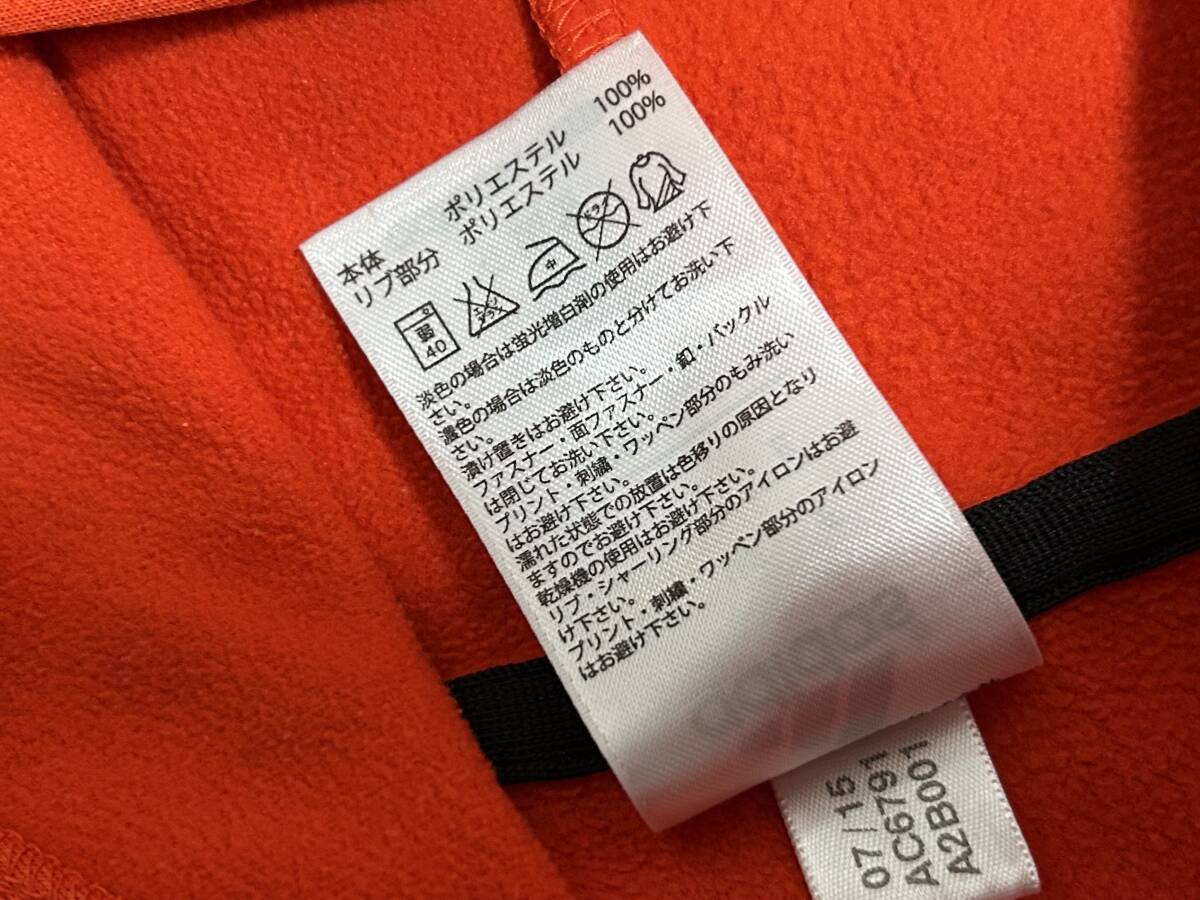 本体 ポリエステル 100%
リブ部分 ポリエステル 100%
弱
40
エンソ
サラシ
中
ドライ
淡色の場合は蛍光増白剤の使用はお避け下
さい。
濃色の場合は淡色のものと分けてお洗い下
さい。
漬け置きはお避け下さい。
ファスナー・面ファスナー・釦・バックル
は閉じてお洗い下さい。
プリント・刺繍・ワッペン部分のもみ洗い
はお避け下さい。
濡れた状態での放置は色移りの原因となり
ますのでお避け下さい。
乾燥機の使用はお避け下さい。
リブ・シャーリング部分のアイロンはお避
け下さい。
プリント・刺繍・ワッペン部分のアイロン
はお避け下さい。
07/15
AC6791
A2B001